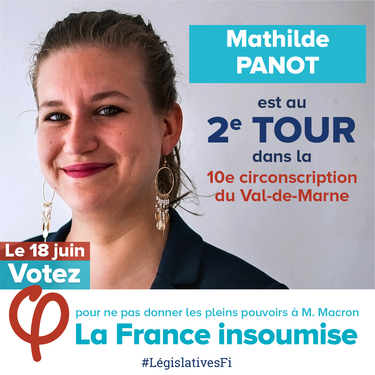 Mathilde
PANOT
est au
2e TOUR
dans la
10e circonscription
du Val-de-Marne
Le 18 juin
Votez
φ
pour ne pas donner les pleins pouvoirs à M. Macron
La France insoumise
#LégislativesFi